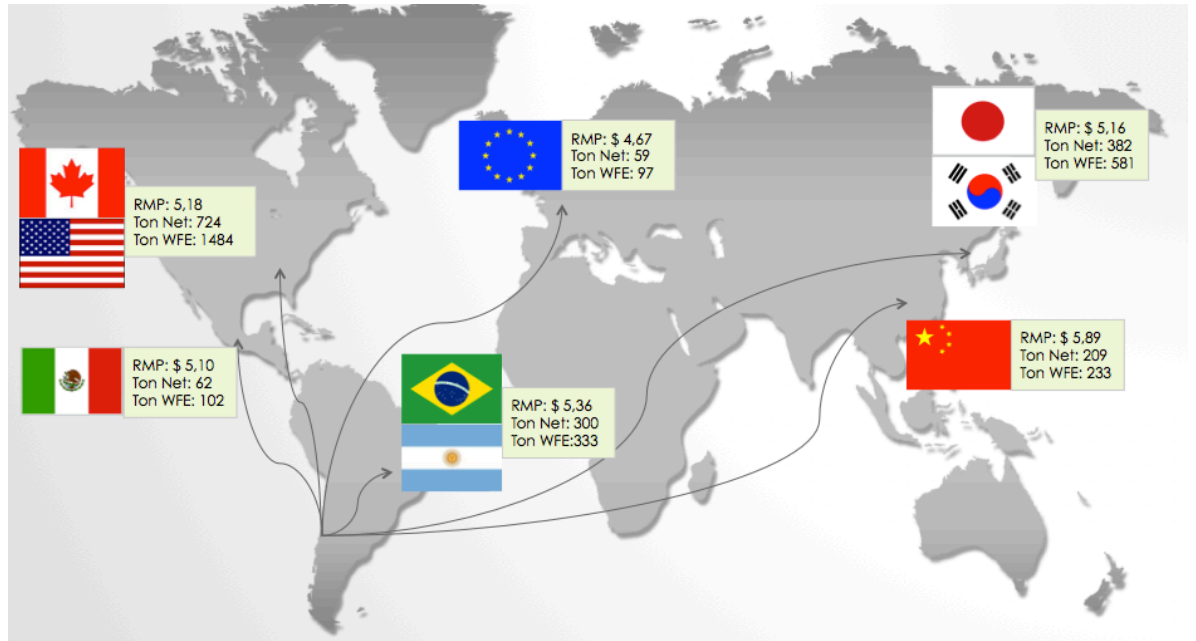 RMP: $ 4,67
Ton Net: 59
Ton WFE: 97
RMP: $ 5,16
Ton Net: 382
Ton WFE: 581
RMP: 5,18
Ton Net: 724
Ton WFE: 1484
RMP: $ 5,89
Ton Net: 209
Ton WFE: 233
RMP: $ 5,10
Ton Net: 62
Ton WFE: 102
RMP: $ 5,36
Ton Net: 300
Ton WFE:333